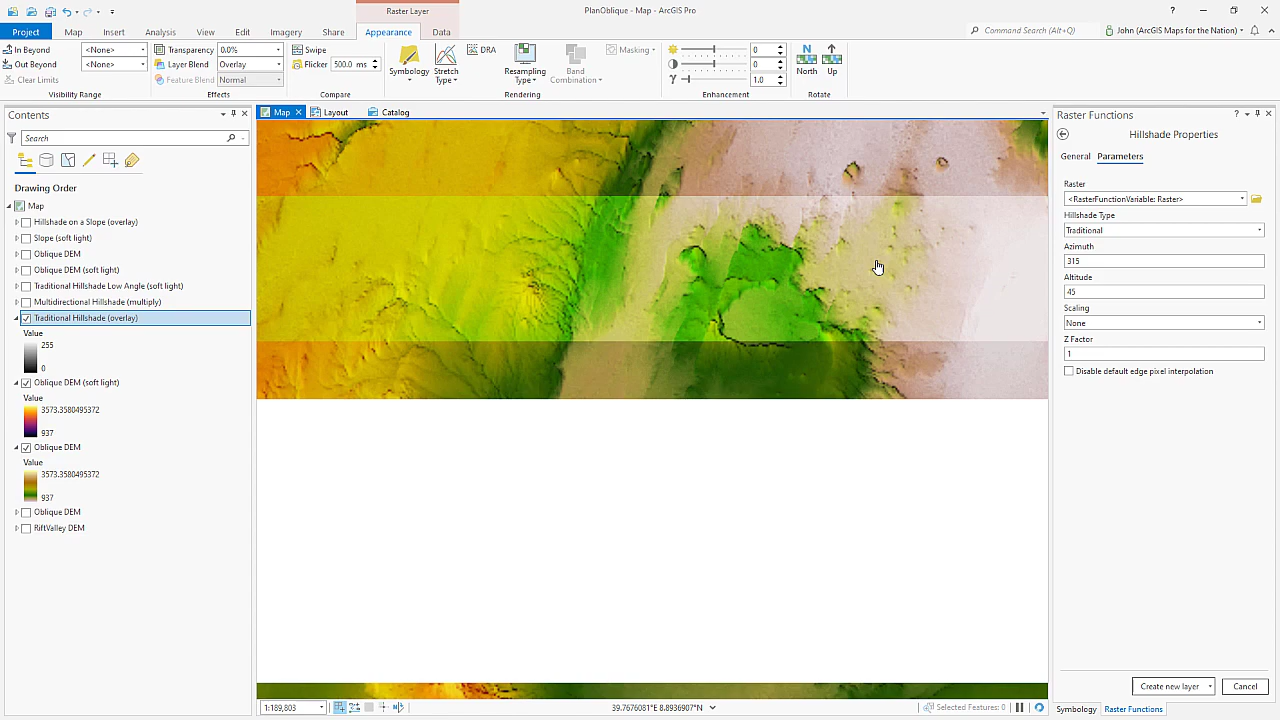 Raster Layer
PlanOblique - Map - ArcGIS Pro
Project Map Insert Analysis View Edit Imagery Share Appearance Data
Command Search (Alt+Q)
John (ArcGIS Maps for the Nation)
In Beyond <None>
Out Beyond <None>
Clear Limits
Visibility Range
Transparency 0.0%
Layer Blend Overlay
Feature Blend Normal
Effects
Swipe
Flicker 500.0 ms
Compare
Symbology
Stretch Type
DRA
Resampling Type
Band Combination
Masking
Rendering
0
0
1.0
Enhancement
North Up
Rotate
Contents
Search
Drawing Order
Map
Hillshade on a Slope (overlay)
Slope (soft light)
Oblique DEM
Oblique DEM (soft light)
Traditional Hillshade Low Angle (soft light)
Multidirectional Hillshade (multiply)
Traditional Hillshade (overlay)
Value
255
0
Oblique DEM (soft light)
Value
3573.3580495372
937
Oblique DEM
Value
3573.3580495372
937
Oblique DEM
RiftValley DEM
Map Layout Catalog
1:189,803
39.7676081°E 8.8936907°N
Selected Features: 0
Raster Functions
Hillshade Properties
General Parameters
Raster
<RasterFunctionVariable: Raster>
Hillshade Type
Traditional
Azimuth
315
Altitude
45
Scaling
None
Z Factor
1
Disable default edge pixel interpolation
Create new layer Cancel
Symbology Raster Functions